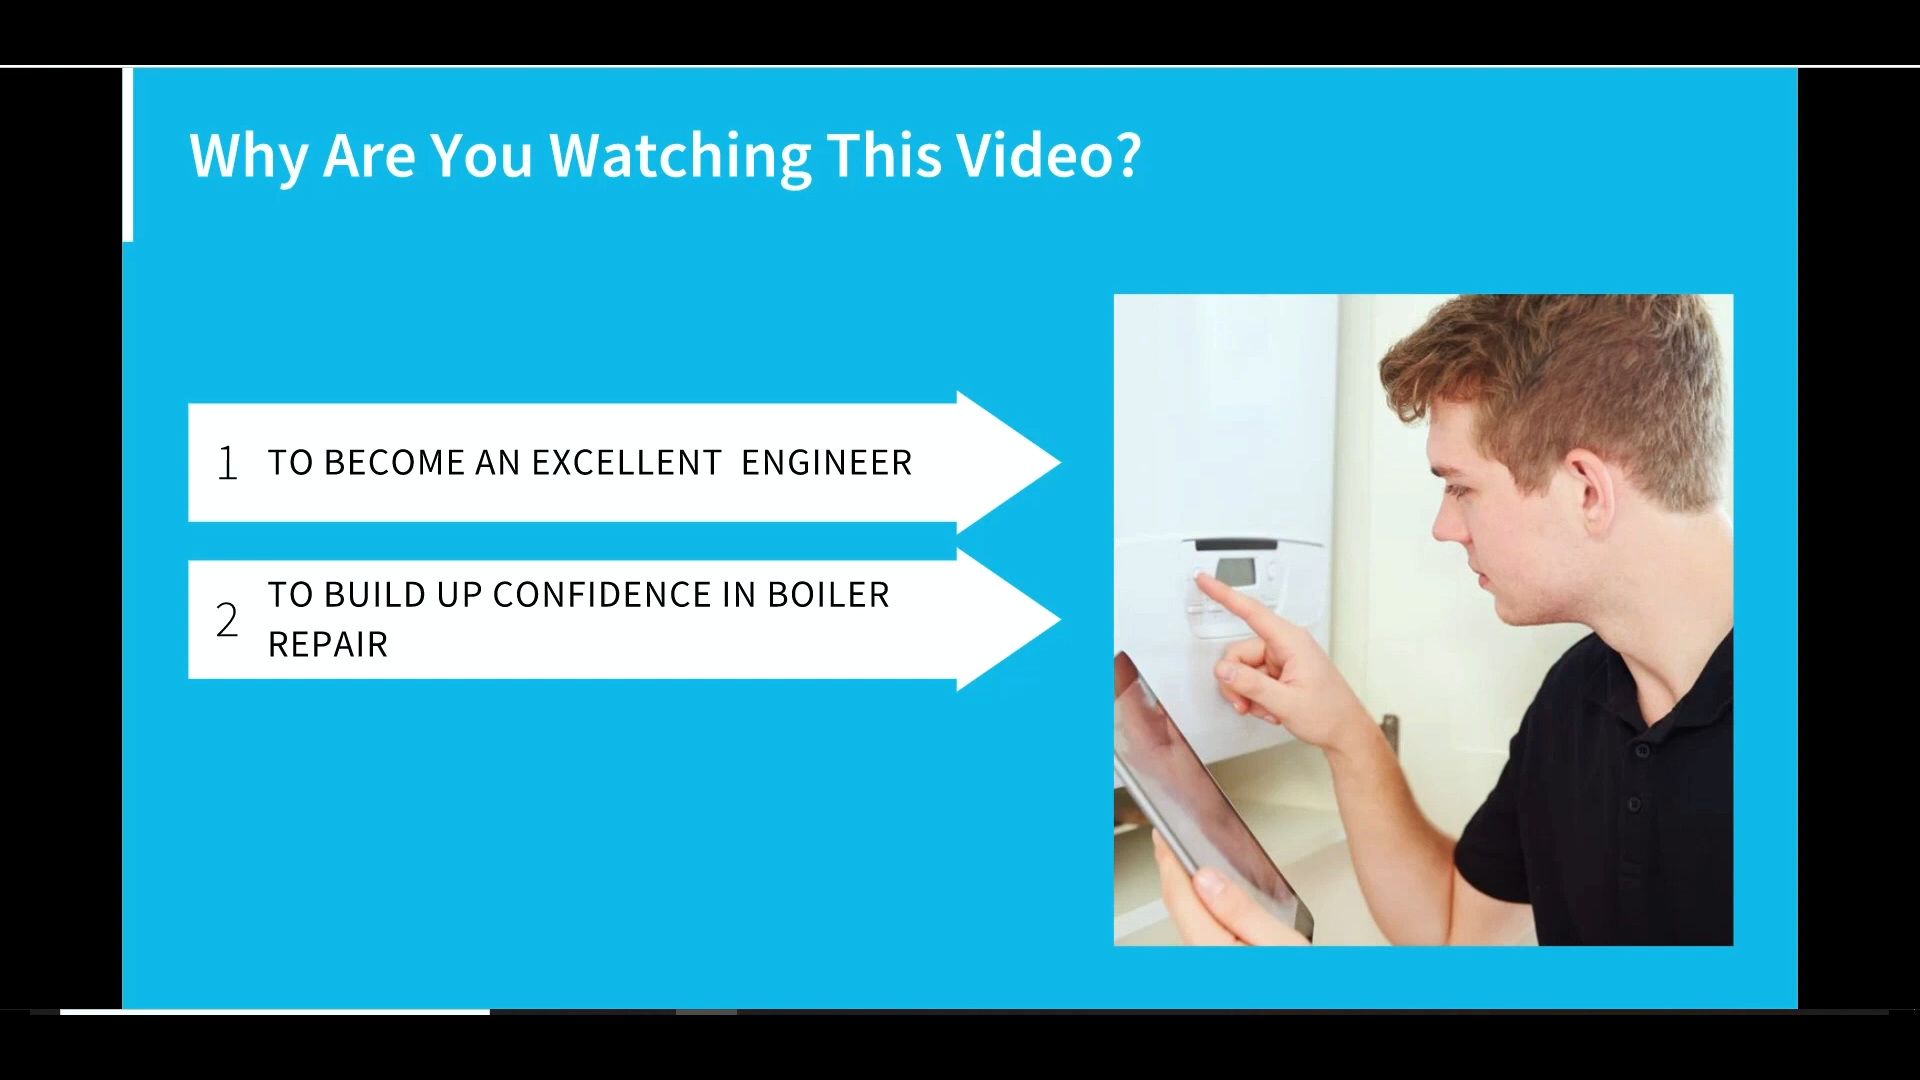 Why Are You Watching This Video?
1 TO BECOME AN EXCELLENT  ENGINEER
2 TO BUILD UP CONFIDENCE IN BOILER
REPAIR